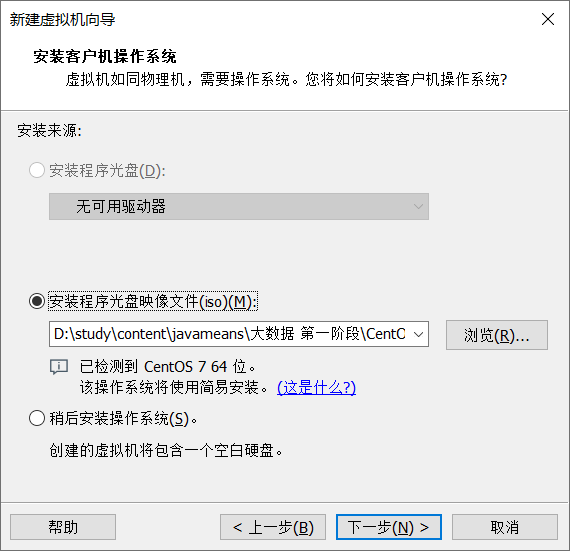 新建虚拟机向导
安装客户机操作系统
虚拟机如同物理机，需要操作系统。您将如何安装客户机操作系统?
安装来源:
安装程序光盘(D):
无可用驱动器
安装程序光盘映像文件(iso)(M):
D:\study\content\javameans\大数据 第一阶段\CentO
浏览(R)...
已检测到 CentOS 7 64 位。
该操作系统将使用简易安装。 (这是什么?)
稍后安装操作系统(S)。
创建的虚拟机将包含一个空白硬盘。
帮助
< 上一步(B)
下一步(N) >
取消